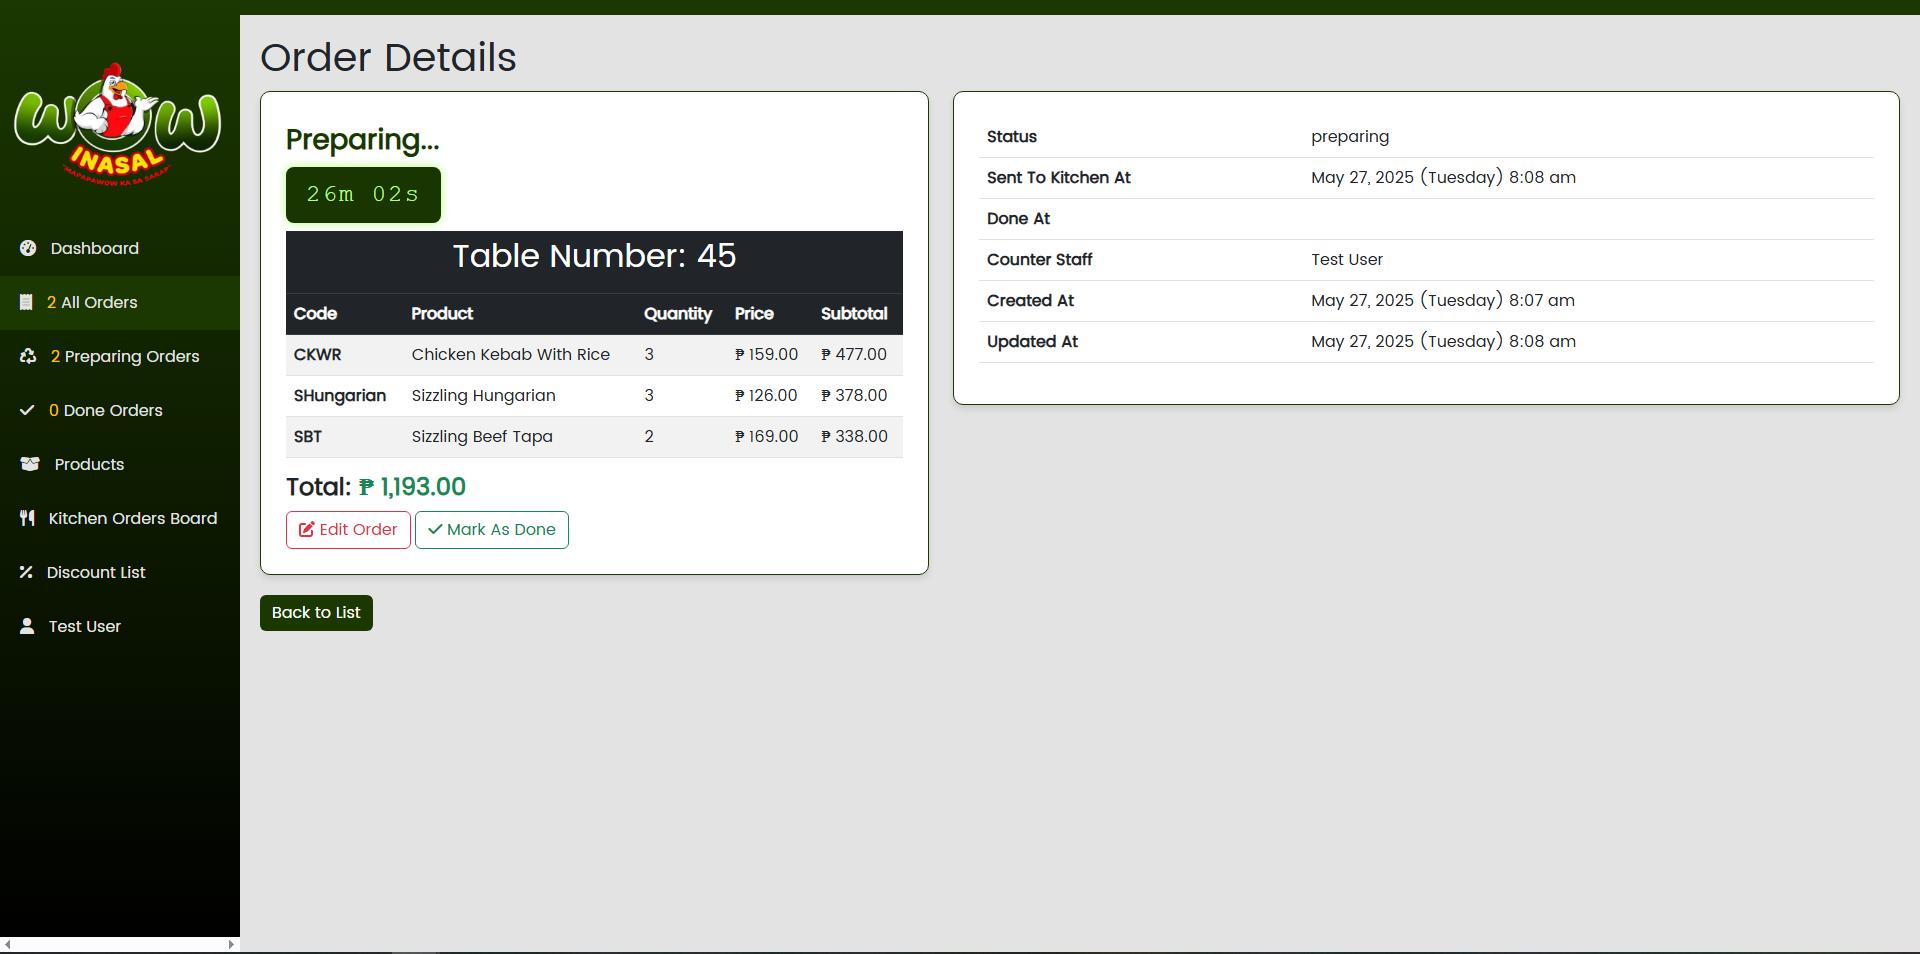 WOW
INASAL
MAPAPAWOW KA SA SARAP
Dashboard
2 All Orders
2 Preparing Orders
0 Done Orders
Products
Kitchen Orders Board
Discount List
Test User
Order Details
Preparing...
26m 02s
Table Number: 45
Code Product Quantity Price Subtotal
CKWR Chicken Kebab With Rice 3 ₱ 159.00 ₱ 477.00
SHungarian Sizzling Hungarian 3 ₱ 126.00 ₱ 378.00
SBT Sizzling Beef Tapa 2 ₱ 169.00 ₱ 338.00
Total: ₱ 1,193.00
Edit Order Mark As Done
Back to List
Status preparing
Sent To Kitchen At May 27, 2025 (Tuesday) 8:08 am
Done At
Counter Staff Test User
Created At May 27, 2025 (Tuesday) 8:07 am
Updated At May 27, 2025 (Tuesday) 8:08 am